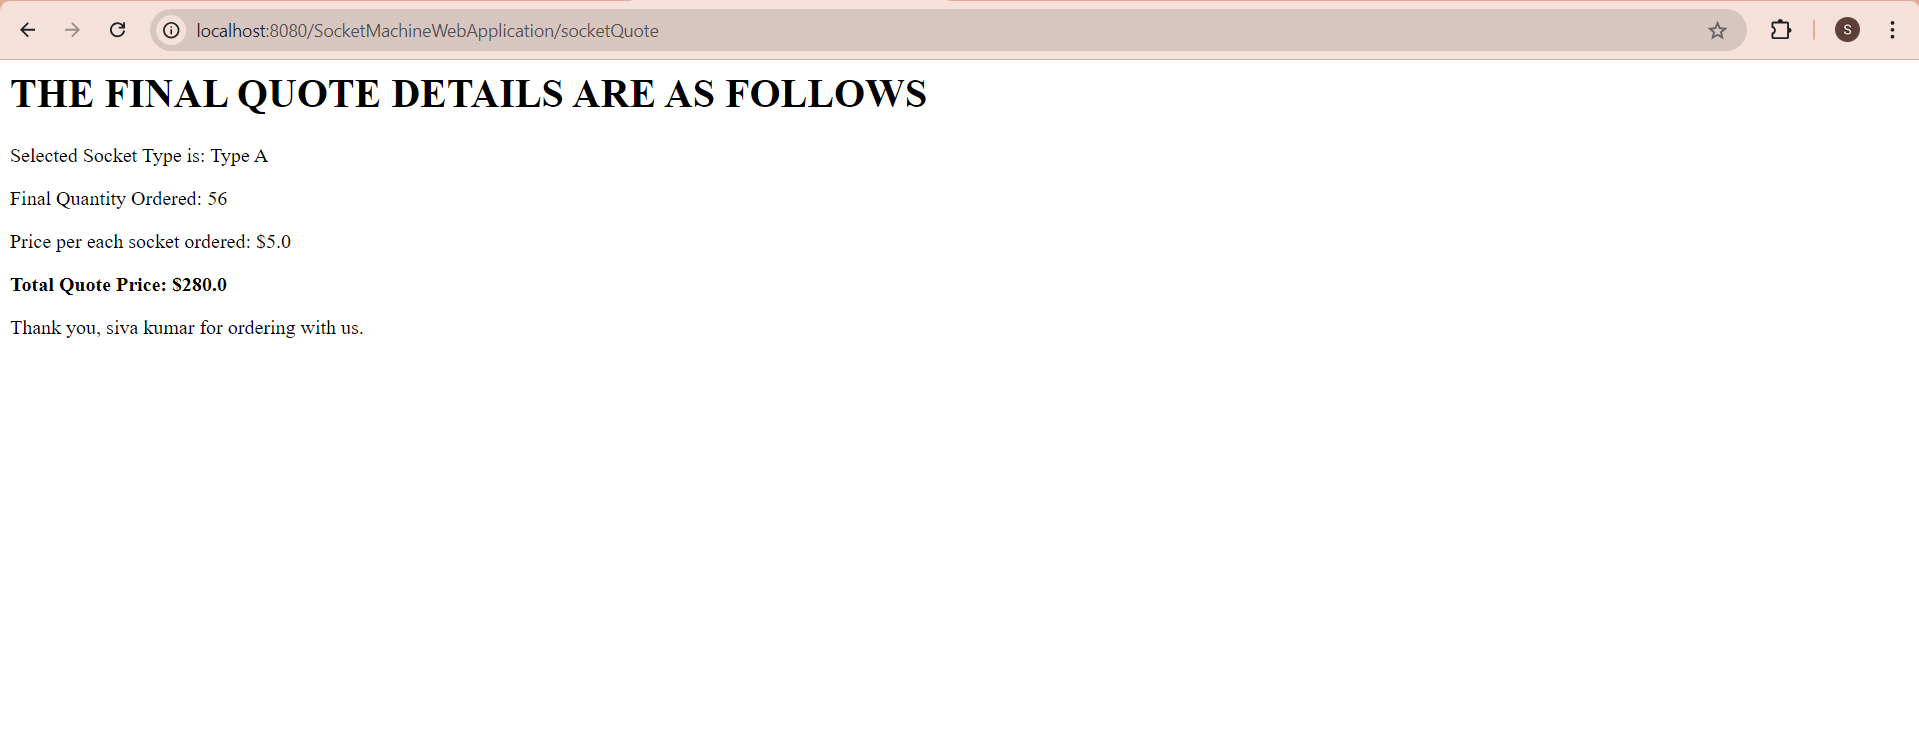 localhost:8080/SocketMachineWebApplication/socketQuote
S
THE FINAL QUOTE DETAILS ARE AS FOLLOWS
Selected Socket Type is: Type A
Final Quantity Ordered: 56
Price per each socket ordered: $5.0
Total Quote Price: $280.0
Thank you, siva kumar for ordering with us.